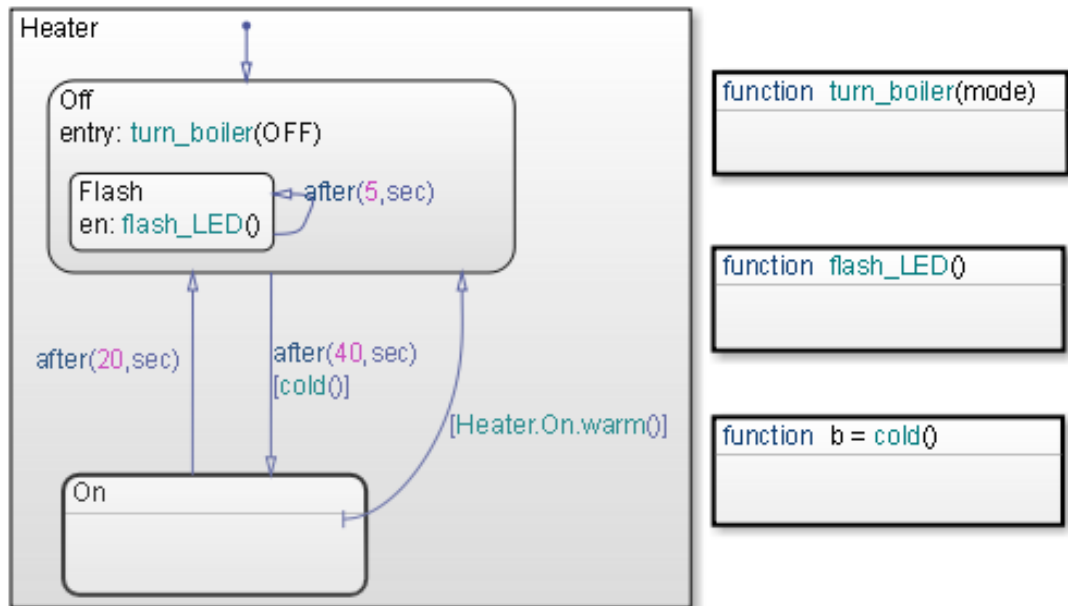 Heater
Off
entry: turn_boiler(OFF)
Flash
en: flash_LED()
after(5,sec)
after(20,sec)
after(40,sec)
[cold()]
[Heater.On.warm()]
On
function turn_boiler(mode)
function flash_LED()
function b = cold()